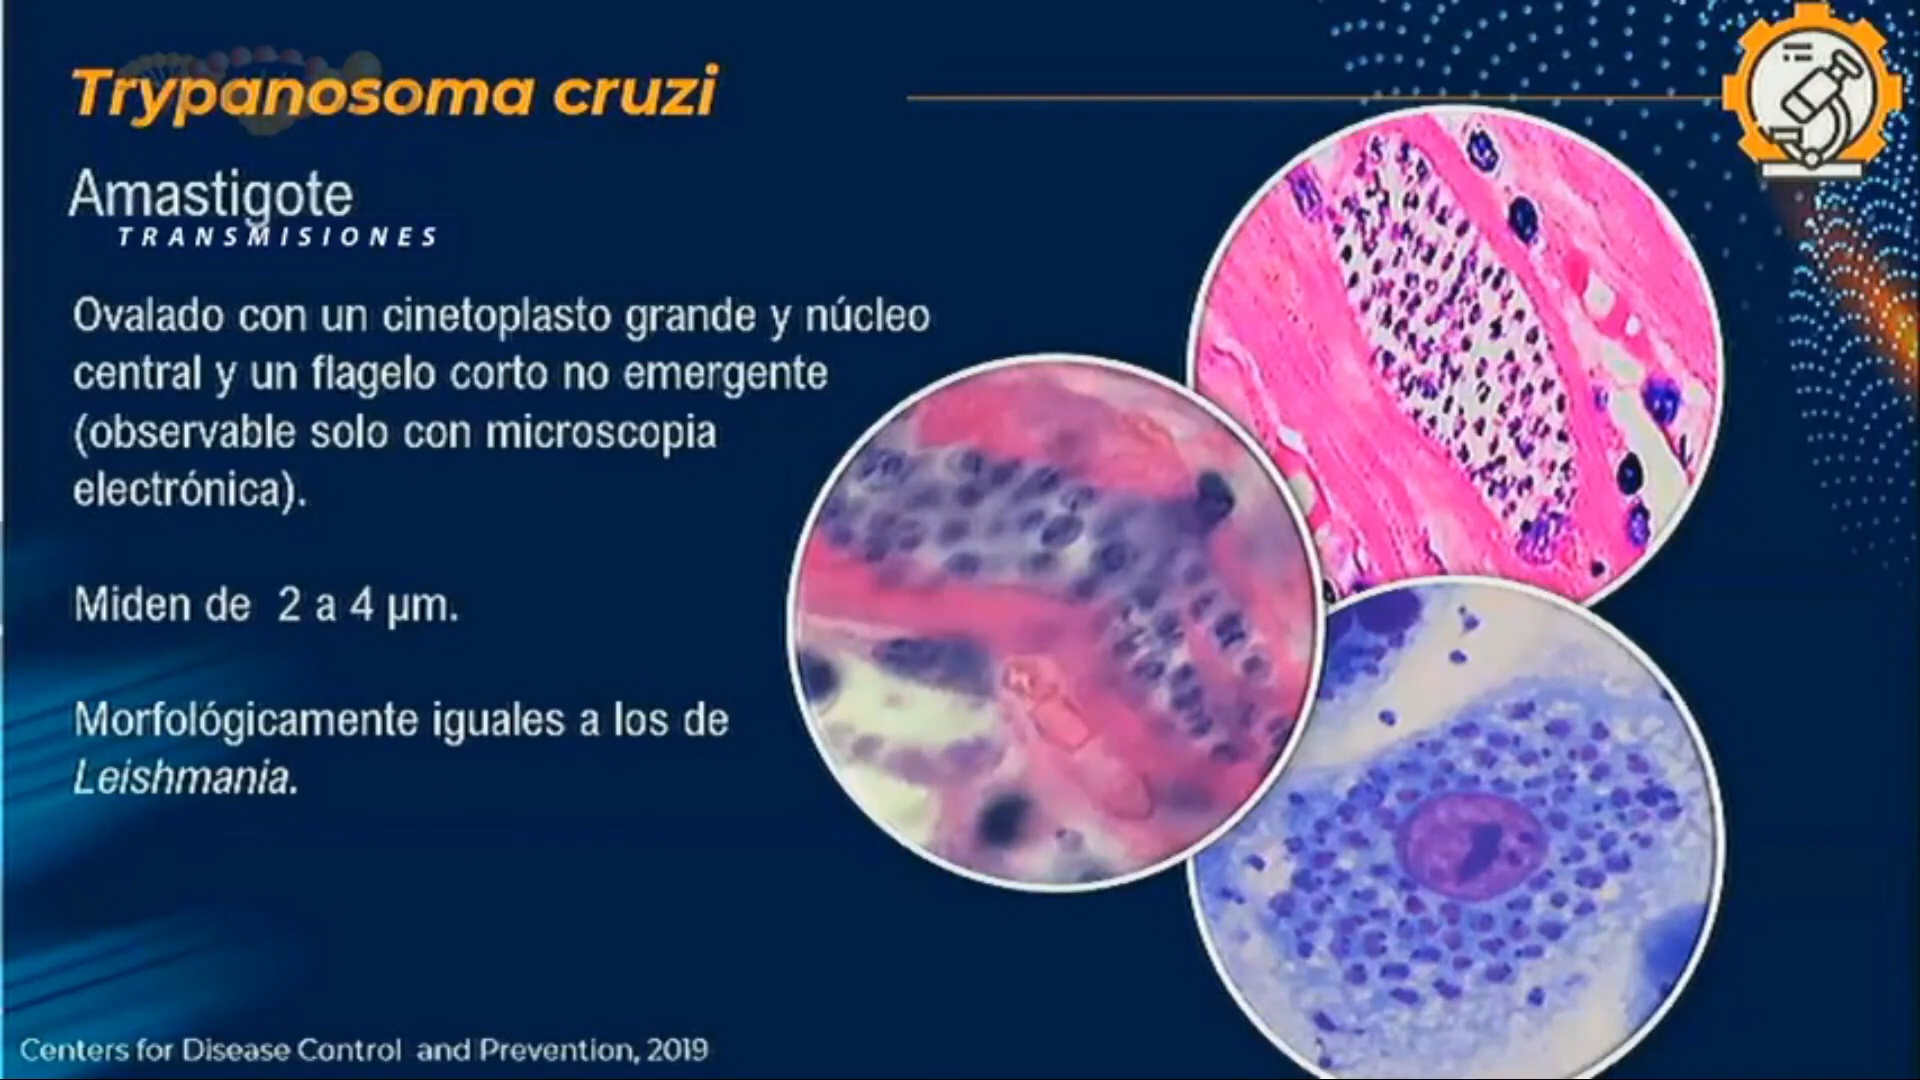 Trypanosoma cruzi
Amastigote
TRANSMISIONES
Ovalado con un cinetoplasto grande y núcleo
central y un flagelo corto no emergente
(observable solo con microscopia
electrónica).
Miden de 2 a 4 µm.
Morfológicamente iguales a los de
Leishmania.
Centers for Disease Control and Prevention, 2019